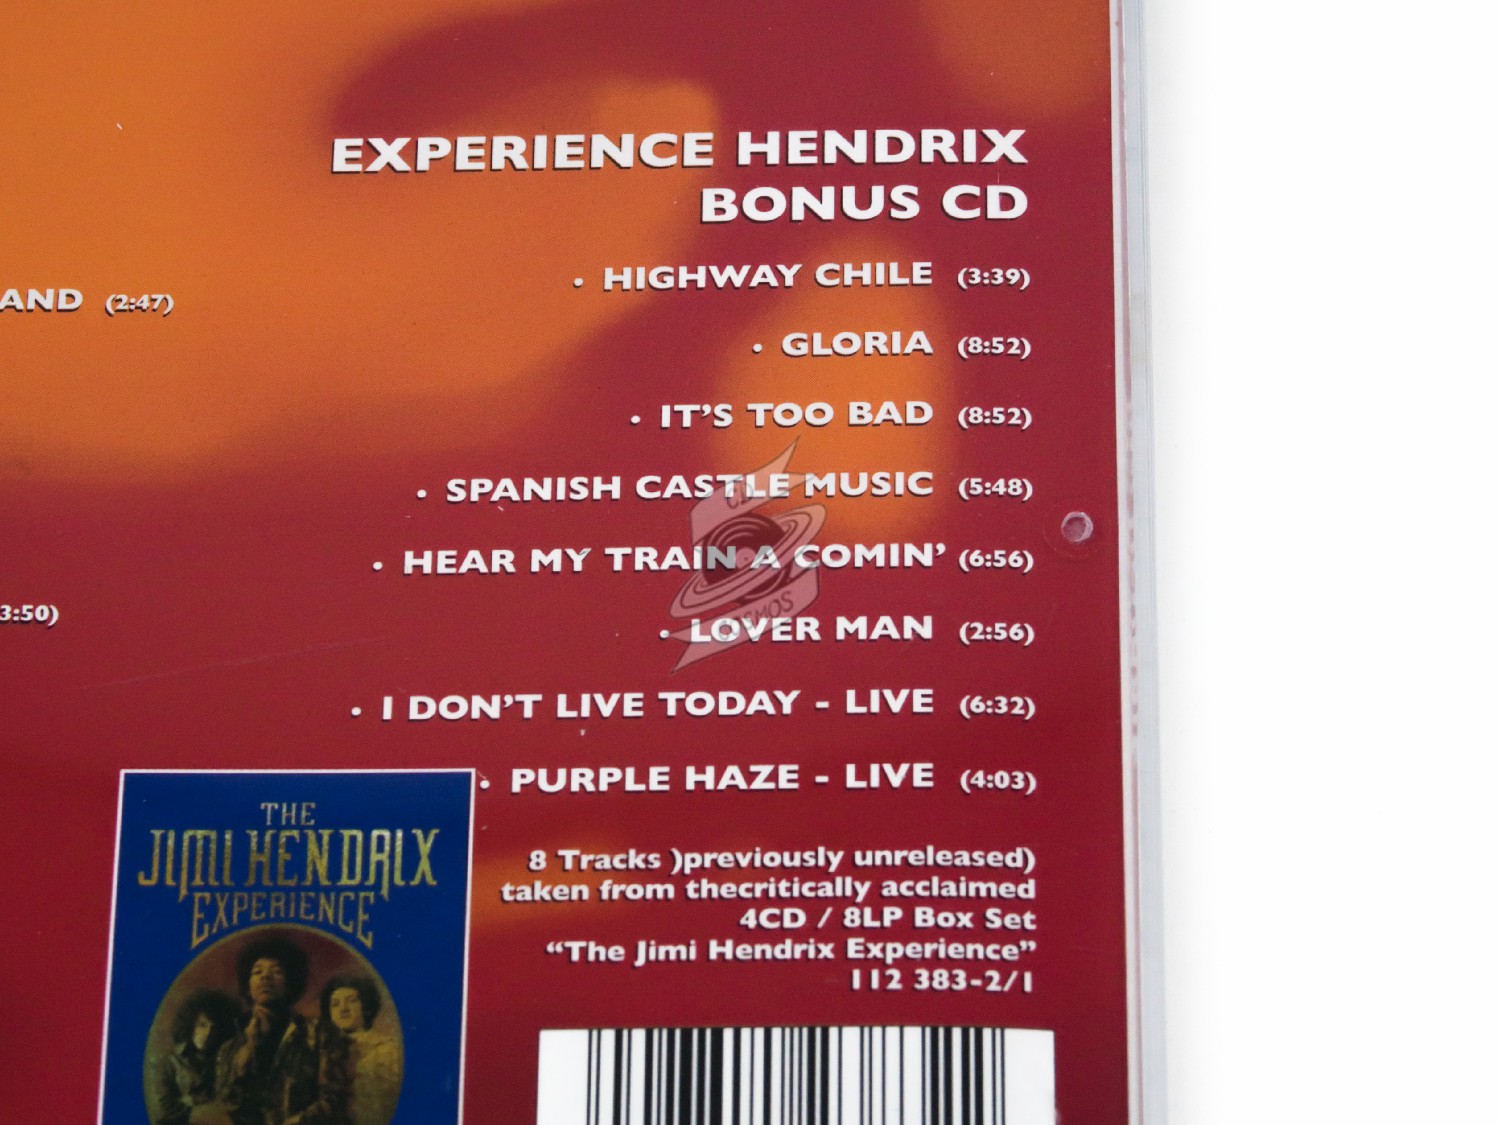 EXPERIENCE HENDRIX
BONUS CD
• HIGHWAY CHILE (3:39)
AND (2:47)
• GLORIA (8:52)
• IT'S TOO BAD (8:52)
• SPANISH CASTLE MUSIC (5:48)
CD
• HEAR MY TRAIN A COMIN' (6:56)
COSMOS
3:50)
• LOVER MAN (2:56)
• I DON'T LIVE TODAY - LIVE (6:32)
• PURPLE HAZE - LIVE (4:03)
THE
JIMI HENDRIX
EXPERIENCE
8 Tracks )previously unreleased)
taken from thecritically acclaimed
4CD / 8LP Box Set
“The Jimi Hendrix Experience”
112 383-2/1